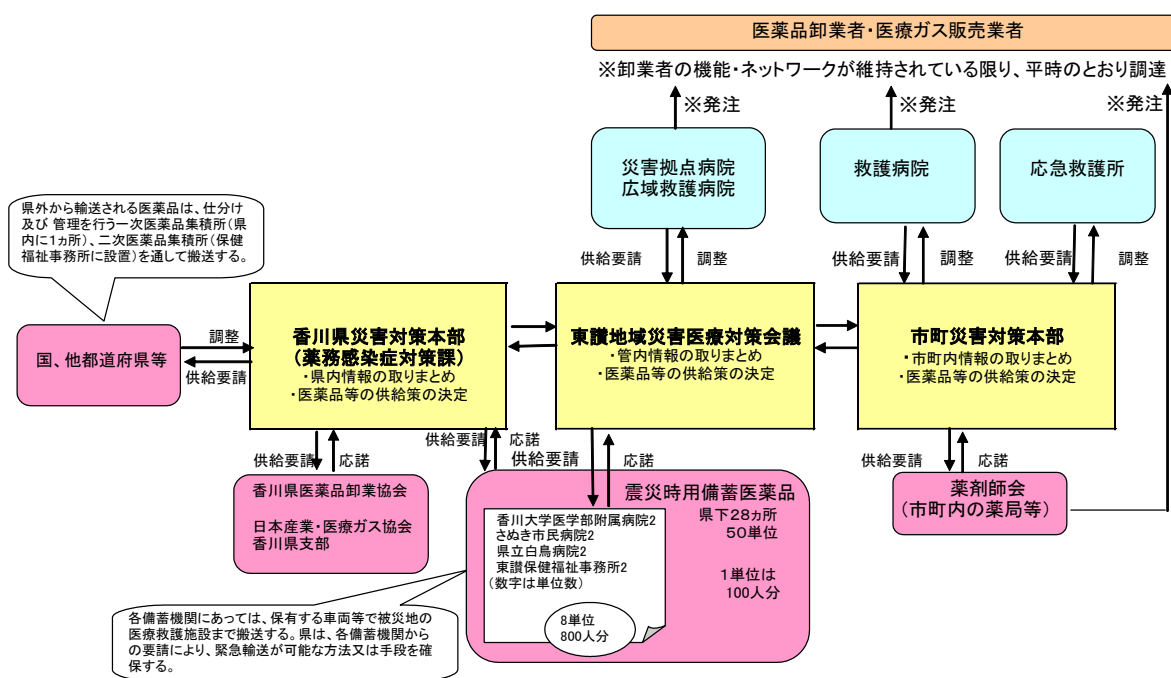 医薬品卸業者・医療ガス販売業者
※卸業者の機能・ネットワークが維持されている限り、平時のとおり調達
※発注
※発注
※発注
災害拠点病院
広域救護病院
救護病院
応急救護所
県外から輸送される医薬品は、仕分け
及び 管理を行う一次医薬品集積所(県
内に1ヵ所)、二次医薬品集積所(保健
福祉事務所に設置)を通して搬送する。
供給要請
調整
供給要請
調整
供給要請
調整
国、他都道府県等
調整
供給要請
香川県災害対策本部
(薬務感染症対策課)
・県内情報の取りまとめ
・医薬品等の供給策の決定
東讃地域災害医療対策会議
・管内情報の取りまとめ
・医薬品等の供給策の決定
市町災害対策本部
・市町内情報の取りまとめ
・医薬品等の供給策の決定
供給要請
応諾
供給要請
応諾
供給要請
応諾
供給要請
応諾
香川県医薬品卸業協会
日本産業・医療ガス協会
香川県支部
震災時用備蓄医薬品
県下28ヵ所
50単位
1単位は
100人分
香川大学医学部附属病院2
さぬき市民病院2
県立白鳥病院2
東讃保健福祉事務所2
(数字は単位数)
8単位
800人分
薬剤師会
(市町内の薬局等)
各備蓄機関にあっては、保有する車両等で被災地の
医療救護施設まで搬送する。県は、各備蓄機関から
の要請により、緊急輸送が可能な方法又は手段を確
保する。